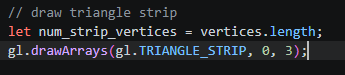 // draw triangle strip
let num_strip_vertices = vertices.length;
gl.drawArrays(gl.TRIANGLE_STRIP, 0, 3);